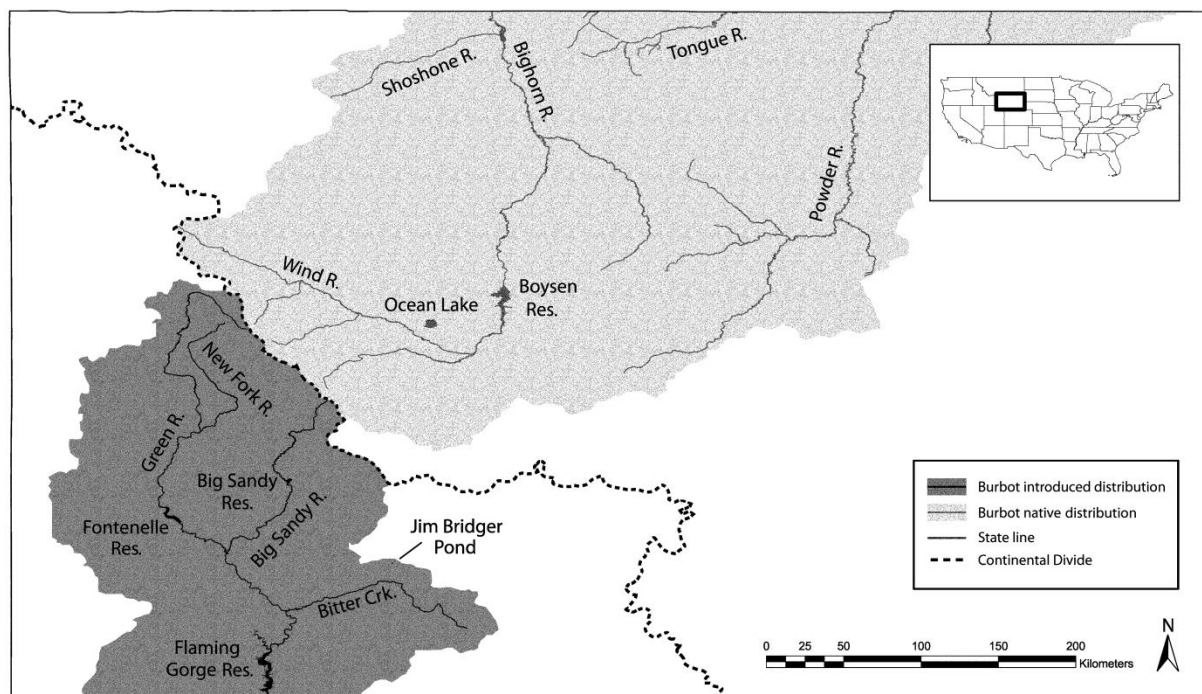 Shoshone R.
Bighorn R.
Tongue R.
Powder R.
Wind R.
Ocean Lake
Boysen
Res.
New Fork R.
Green R.
Big Sandy
Res.
Big Sandy R.
Fontenelle
Res.
Jim Bridger
Pond
Bitter Crk.
Flaming
Gorge Res.
Burbot introduced distribution
Burbot native distribution
State line
Continental Divide
N
0 25 50 100 150 200
Kilometers